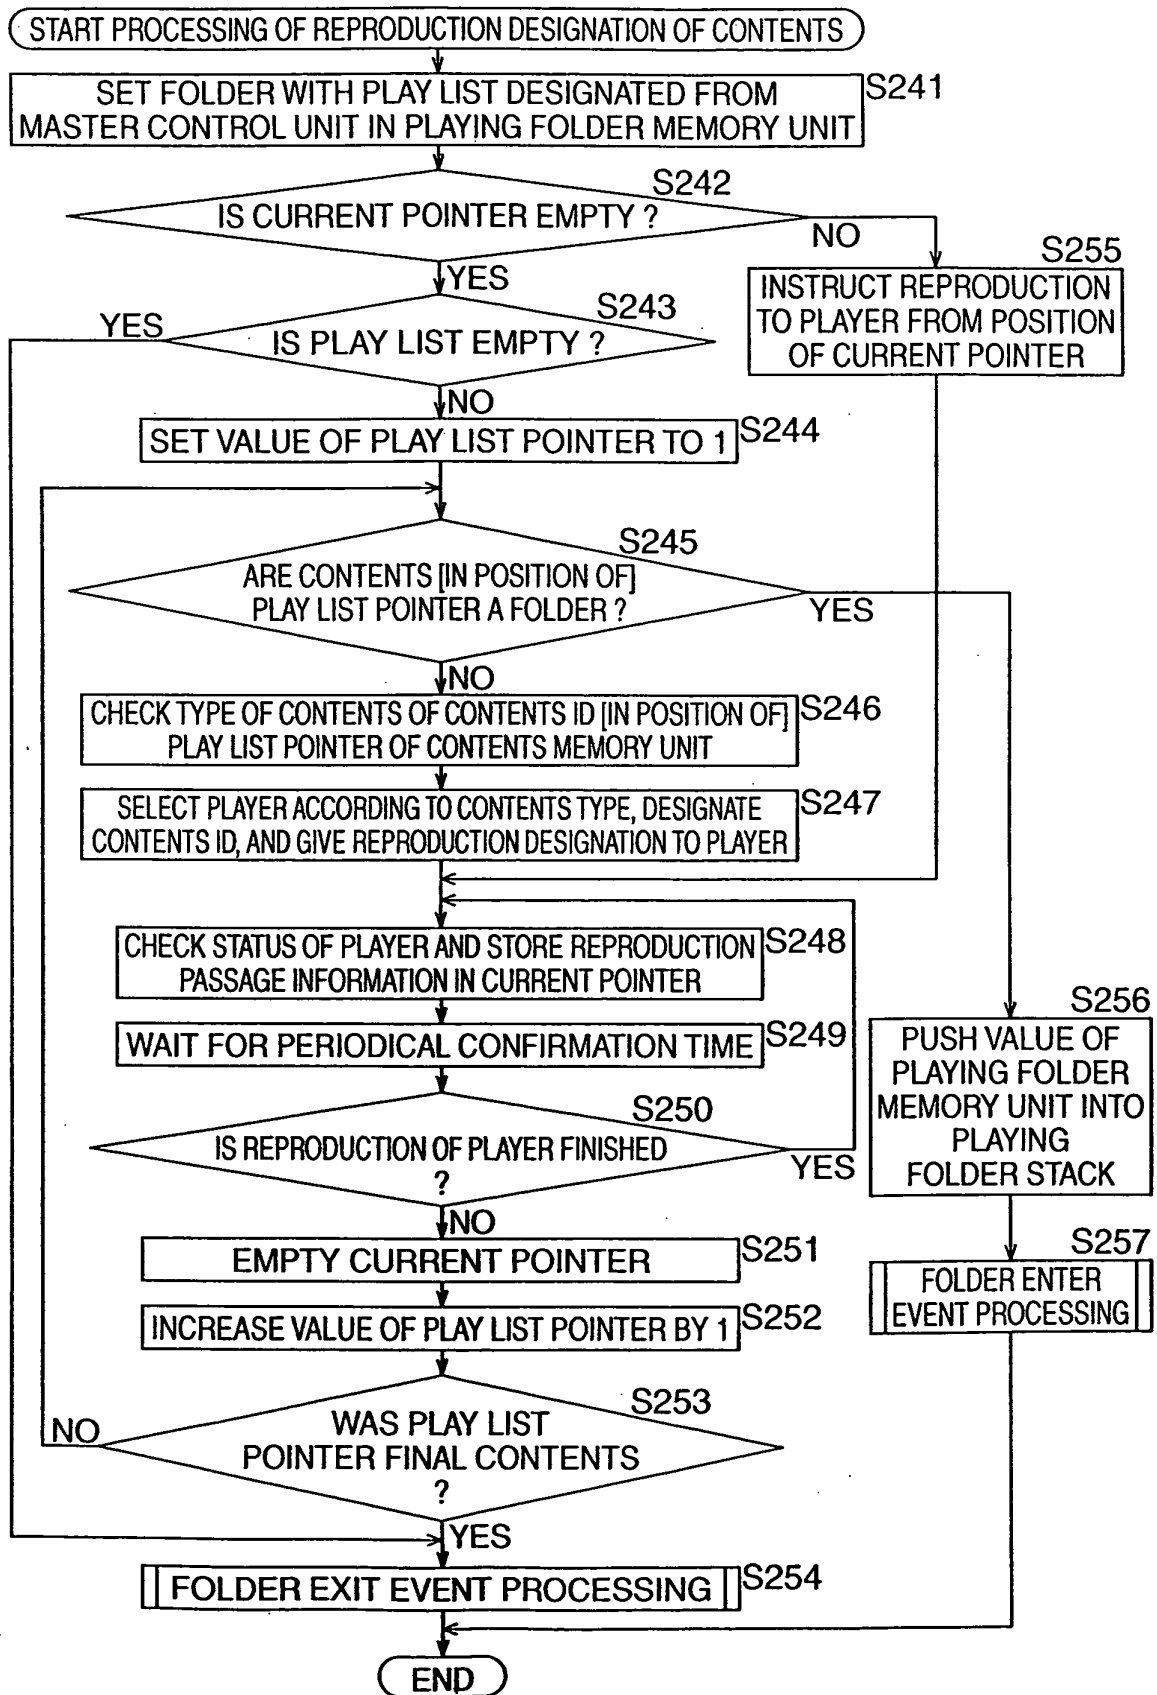 START PROCESSING OF REPRODUCTION DESIGNATION OF CONTENTS
S241
SET FOLDER WITH PLAY LIST DESIGNATED FROM
MASTER CONTROL UNIT IN PLAYING FOLDER MEMORY UNIT
S242
IS CURRENT POINTER EMPTY ?
NO
YES
S255
INSTRUCT REPRODUCTION
TO PLAYER FROM POSITION
OF CURRENT POINTER
S243
YES
IS PLAY LIST EMPTY ?
NO
S244
SET VALUE OF PLAY LIST POINTER TO 1
S245
ARE CONTENTS [IN POSITION OF]
PLAY LIST POINTER A FOLDER ?
YES
NO
S246
CHECK TYPE OF CONTENTS OF CONTENTS ID [IN POSITION OF]
PLAY LIST POINTER OF CONTENTS MEMORY UNIT
S247
SELECT PLAYER ACCORDING TO CONTENTS TYPE, DESIGNATE
CONTENTS ID, AND GIVE REPRODUCTION DESIGNATION TO PLAYER
S248
CHECK STATUS OF PLAYER AND STORE REPRODUCTION
PASSAGE INFORMATION IN CURRENT POINTER
S249
WAIT FOR PERIODICAL CONFIRMATION TIME
S256
PUSH VALUE OF
PLAYING FOLDER
MEMORY UNIT INTO
PLAYING
FOLDER STACK
S250
IS REPRODUCTION OF PLAYER FINISHED
?
YES
NO
S251
EMPTY CURRENT POINTER
S257
FOLDER ENTER
EVENT PROCESSING
S252
INCREASE VALUE OF PLAY LIST POINTER BY 1
S253
NO
WAS PLAY LIST
POINTER FINAL CONTENTS
?
YES
S254
FOLDER EXIT EVENT PROCESSING
END